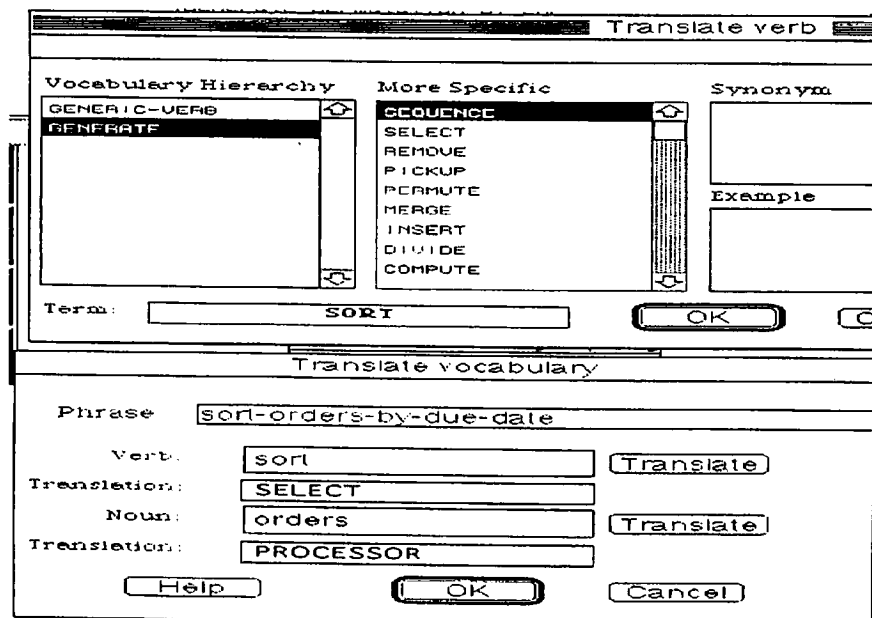 Translate verb
Vocabulary Hierarchy
GENERIC-VERB
GENERATE
More Specific
SEQUENCE
SELECT
REMOVE
PICKUP
PERMUTE
MERGE
INSERT
DIVIDE
COMPUTE
Synonym
Example
Term:
SORT
OK
Translate vocabulary
Phrase
sort-orders-by-due-date
Verb:
sort
Translate
Translation:
SELECT
Noun:
orders
Translate
Translation:
PROCESSOR
Help
OK
Cancel